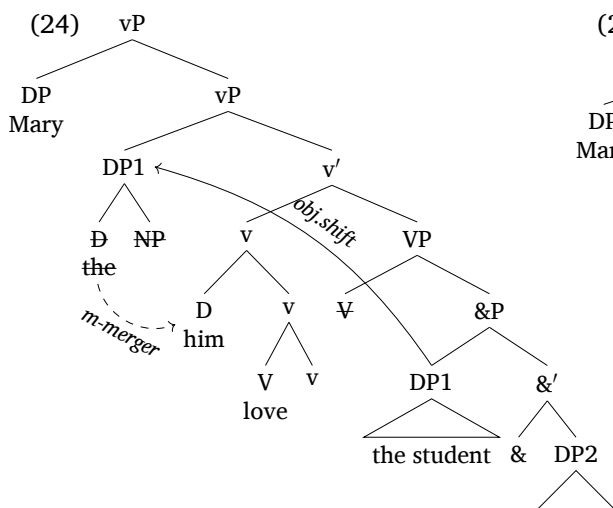 (24) vP (2
DP vP
Mary DP
Mar
DP1 v′
D NP v VP
the obj.shift
m-merger D v V &P
him
V v DP1 &′
love
the student & DP2